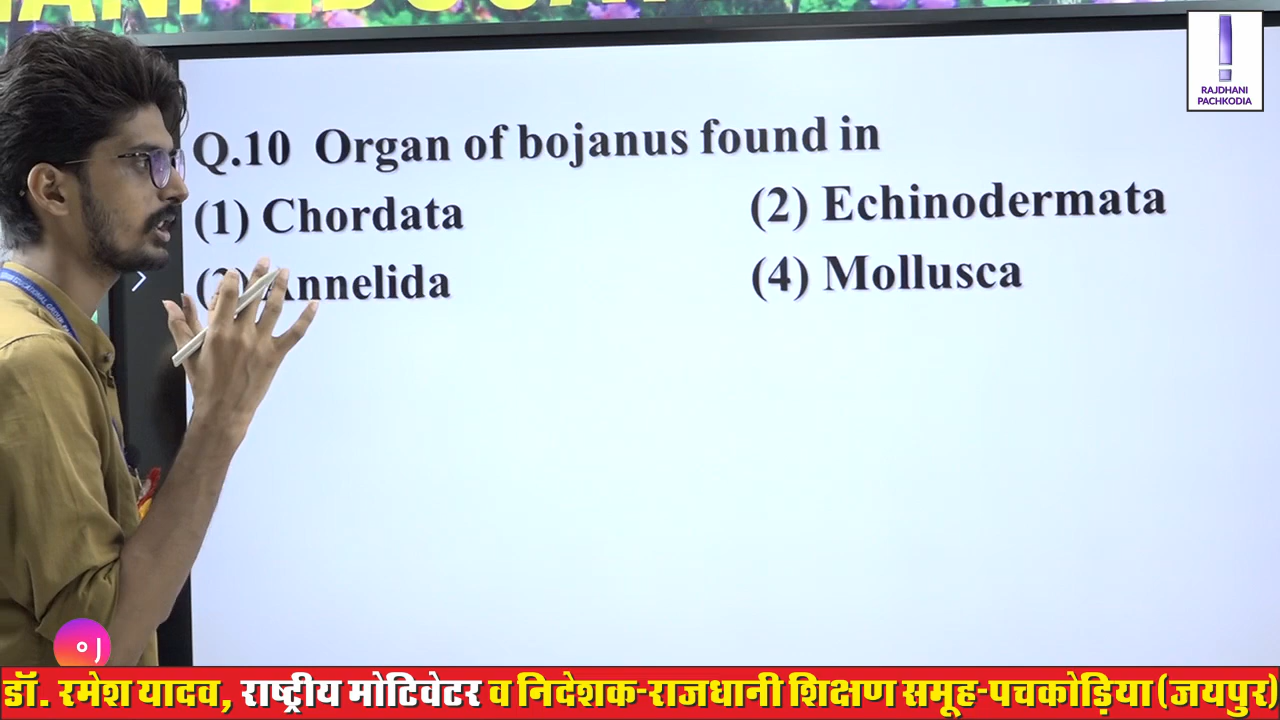 Q.10 Organ of bojanus found in
(1) Chordata (2) Echinodermata
Annelida (4) Mollusca
RAJDHANI
PACHKODIA
डॉ. रमेश यादव, राष्ट्रीय मोटिवेटर व निदेशक-राजधानी शिक्षण समूह-पचकोड़िया (जयपुर)